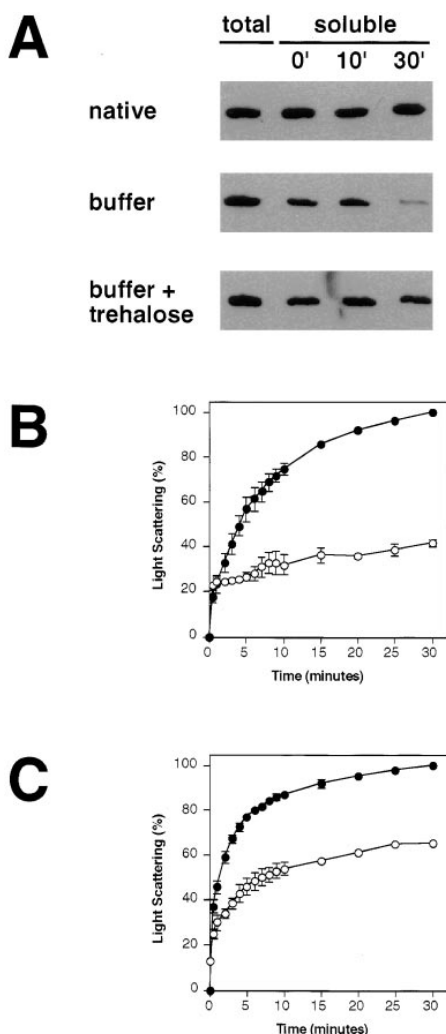 A
total soluble
0' 10' 30'
native
buffer
buffer +
trehalose
B
100
80
60
40
20
0
Light Scattering (%)
0 5 10 15 20 25 30
Time (minutes)
C
100
80
60
40
20
0
Light Scattering (%)
0 5 10 15 20 25 30
Time (minutes)